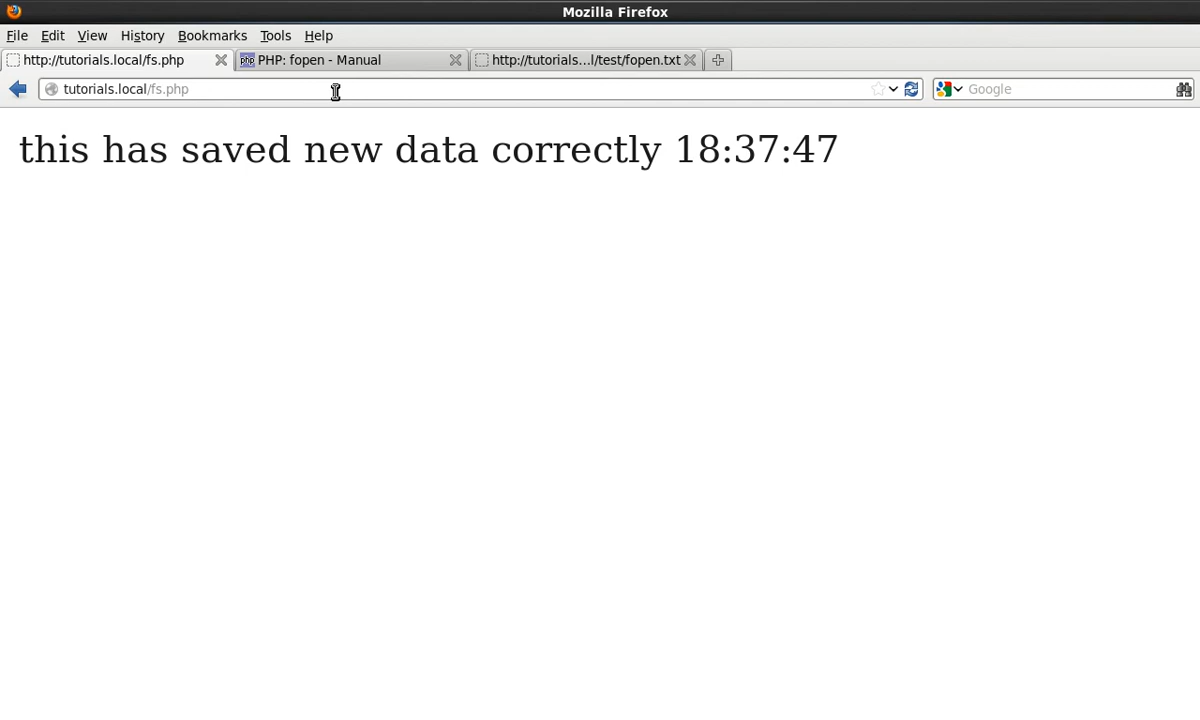 Mozilla Firefox
File Edit View History Bookmarks Tools Help
http://tutorials.local/fs.php php PHP: fopen - Manual http://tutorials...l/test/fopen.txt
tutorials.local/fs.php Google
this has saved new data correctly 18:37:47